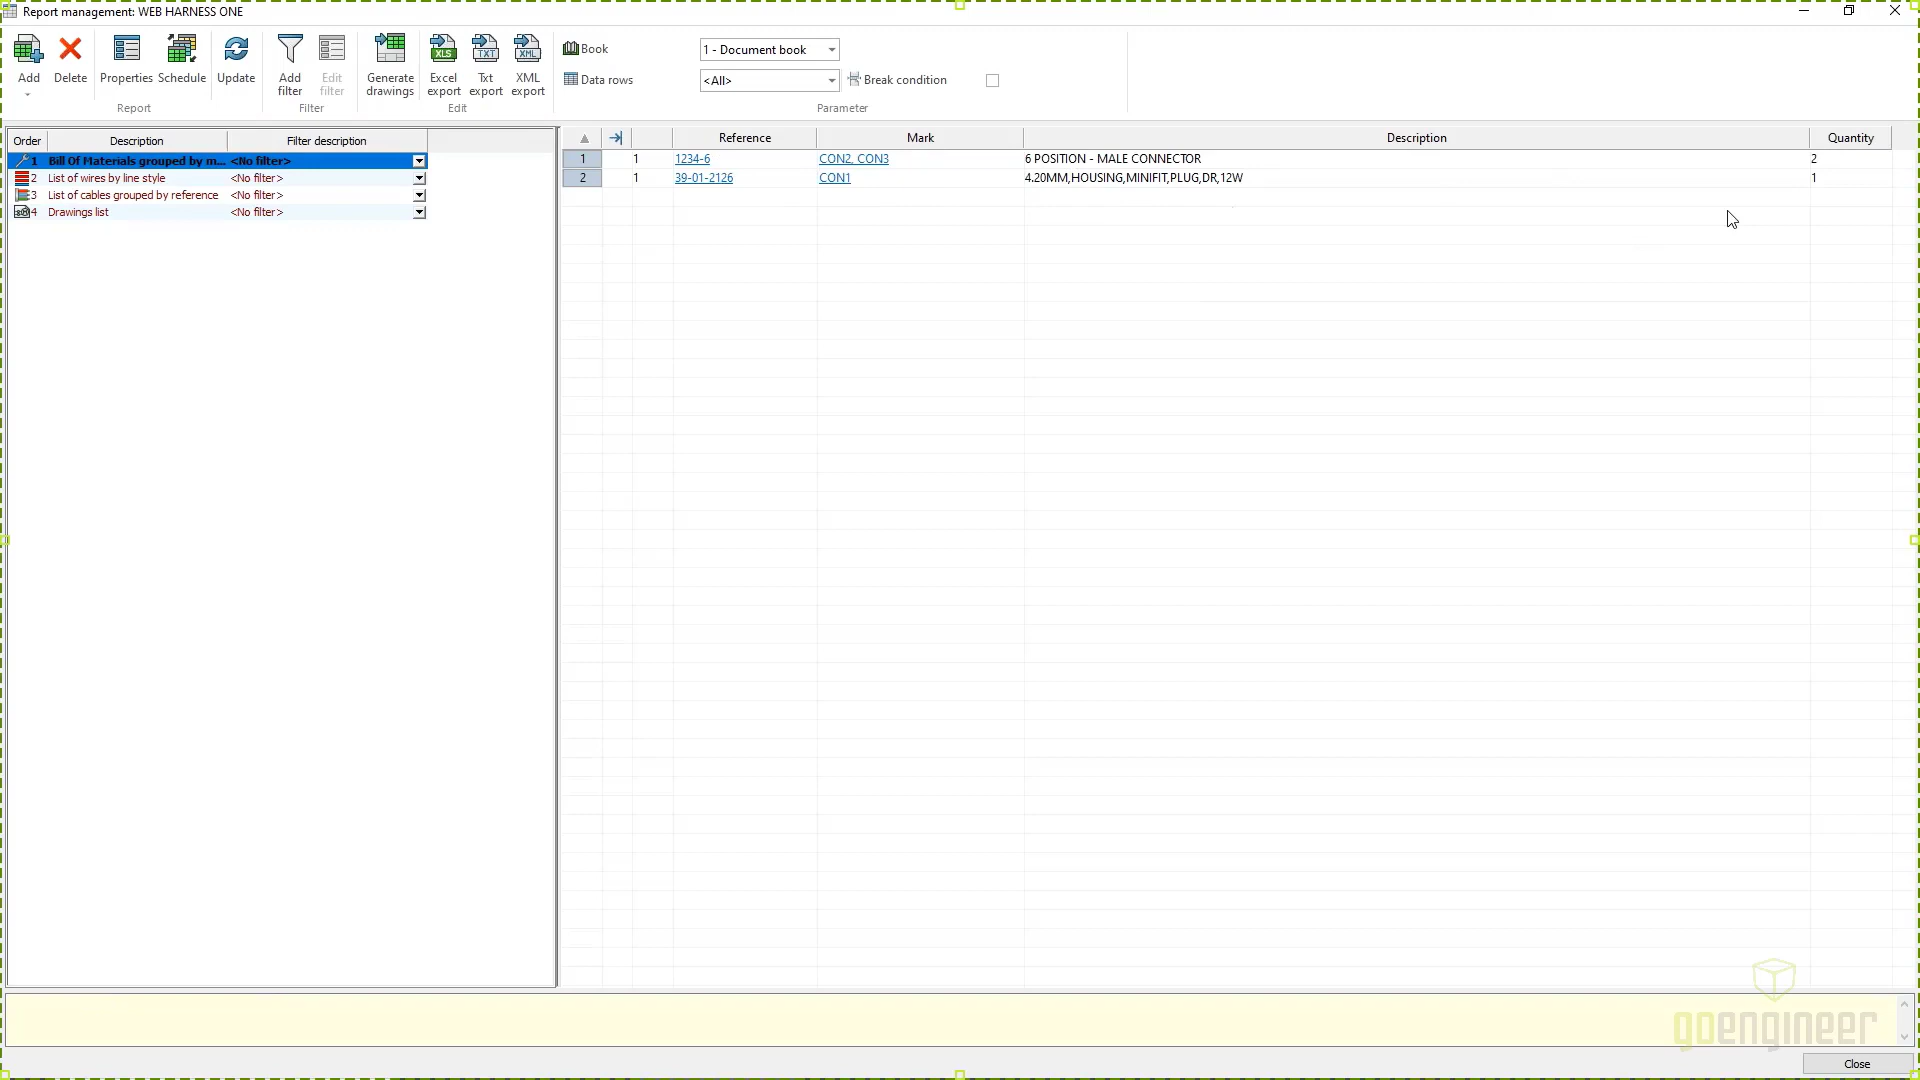 Report management: WEB HARNESS ONE
Add
Delete
Properties
Schedule
Update
Add filter
Edit filter
Generate drawings
Excel export
Txt export
XML export
XLS
TXT
XML
Book
1 - Document book
Data rows
<All>
Break condition
Report
Filter
Edit
Parameter
Order Description Filter description
1 Bill Of Materials grouped by m... <No filter>
2 List of wires by line style <No filter>
3 List of cables grouped by reference <No filter>
4 Drawings list <No filter>
Reference Mark Description Quantity
1 1 1234-6 CON2, CON3 6 POSITION - MALE CONNECTOR 2
2 1 39-01-2126 CON1 4.20MM,HOUSING,MINIFIT,PLUG,DR,12W 1
goengineer
Close